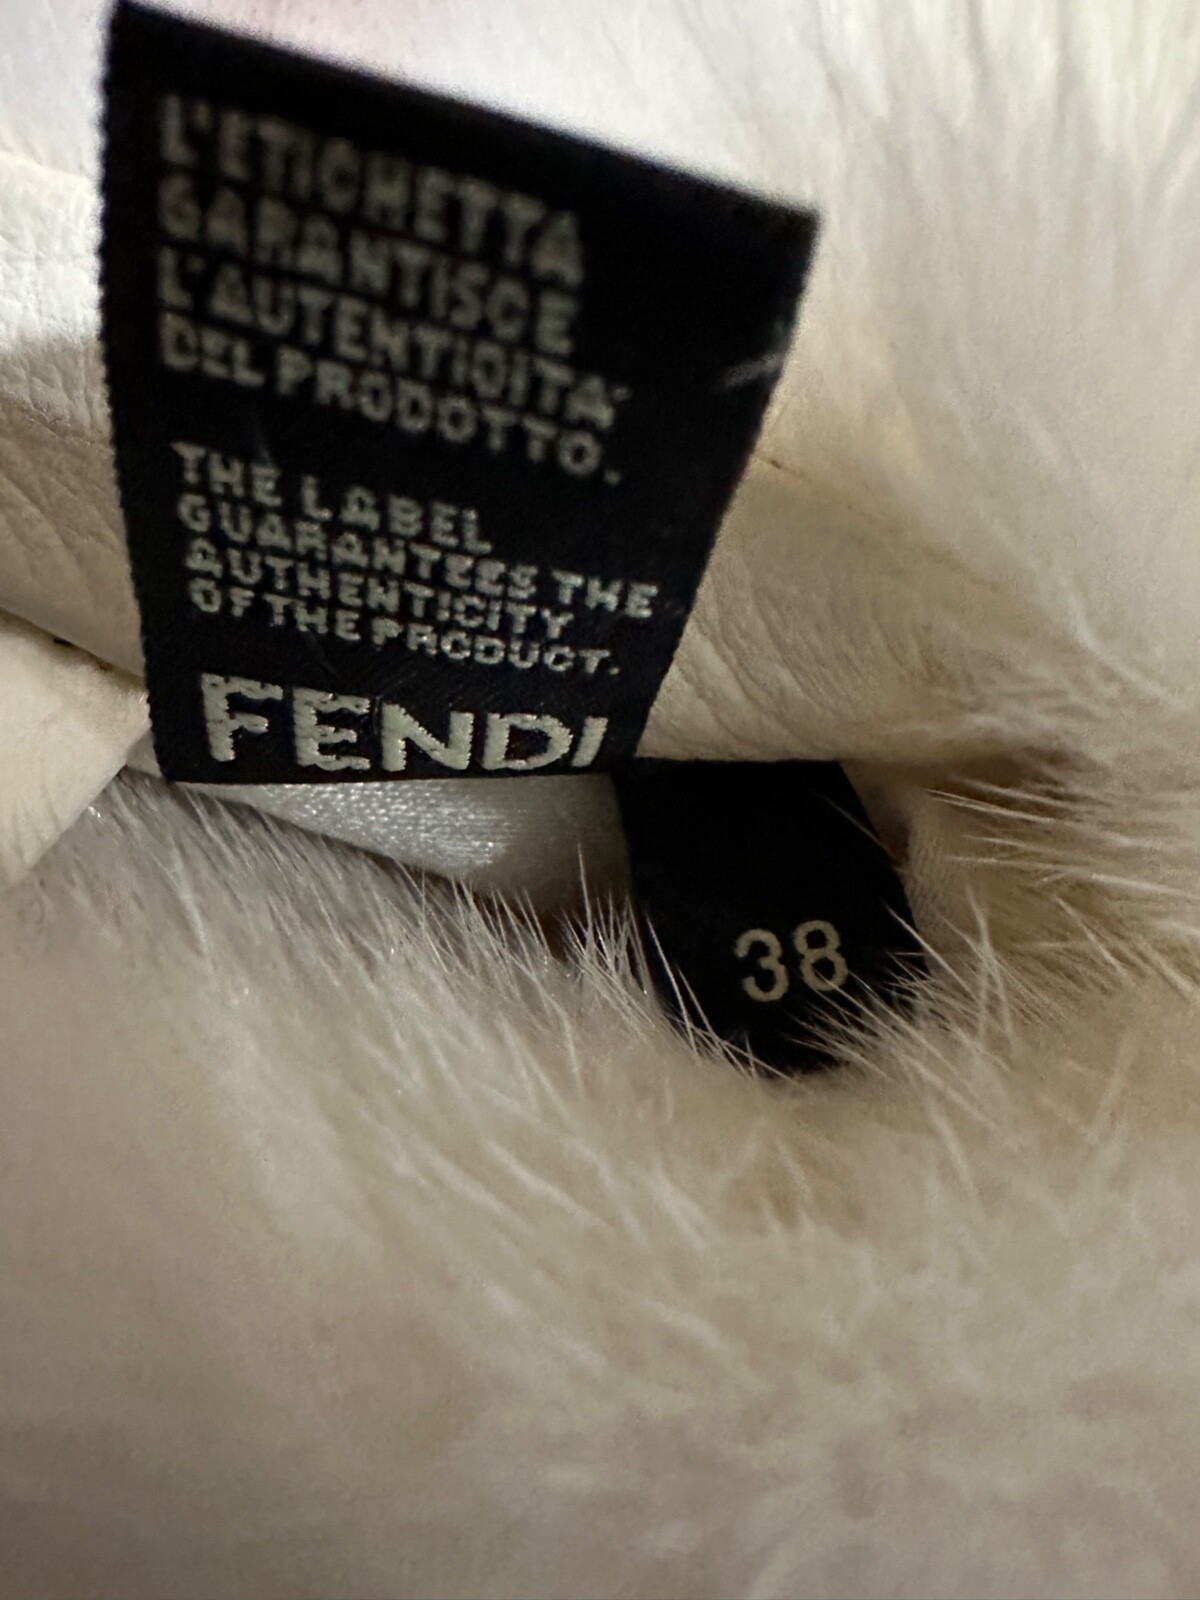 L'ETICHETTA
GARANTISCE
L'AUTENTICITA'
DEL PRODOTTO.
THE LABEL
GUARANTEES THE
AUTHENTICITY
OF THE PRODUCT.
FENDI
38